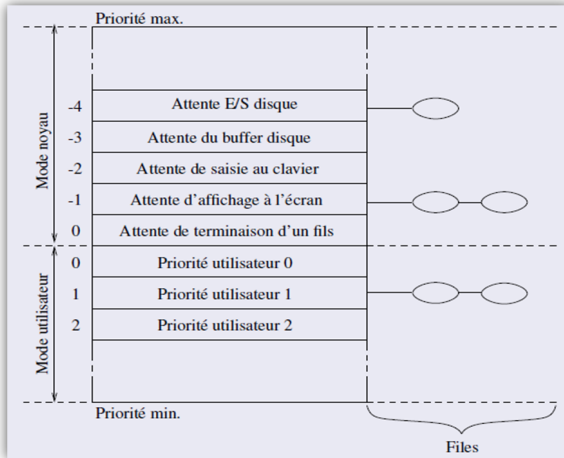 Priorité max.
Mode noyau
-4 Attente E/S disque
-3 Attente du buffer disque
-2 Attente de saisie au clavier
-1 Attente d'affichage à l'écran
0 Attente de terminaison d'un fils
Mode utilisateur
0 Priorité utilisateur 0
1 Priorité utilisateur 1
2 Priorité utilisateur 2
Priorité min.
Files